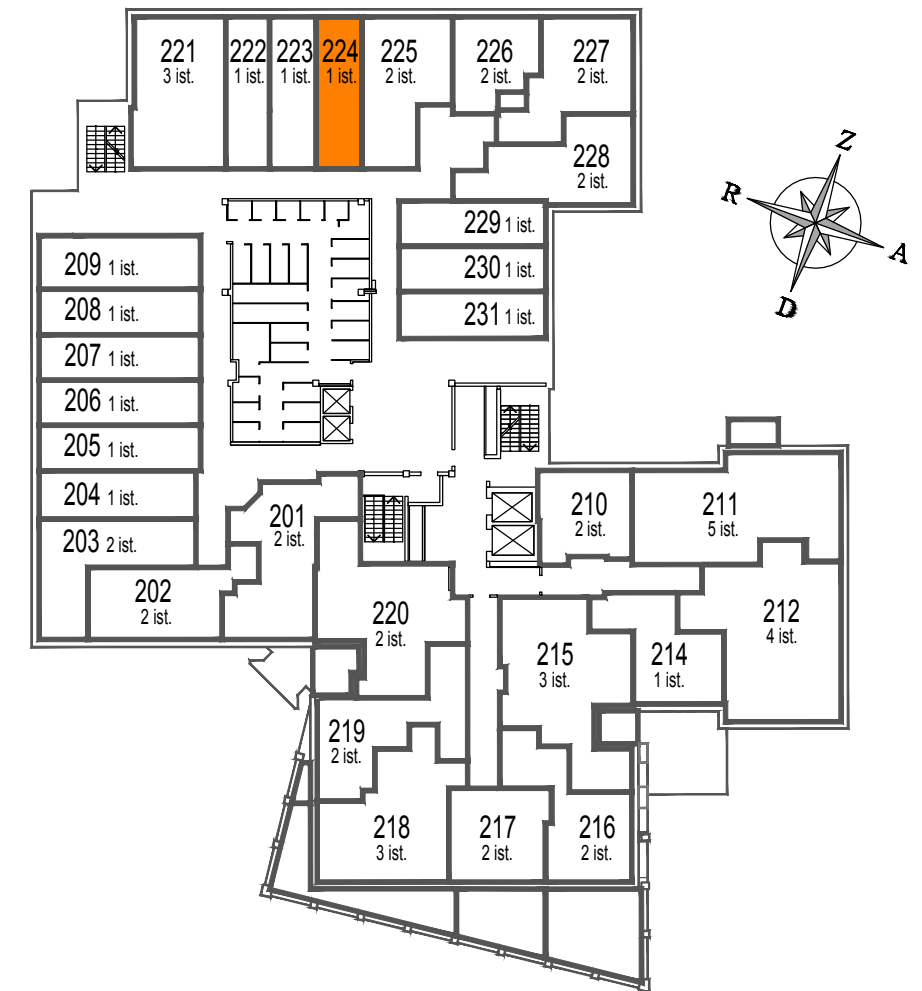 221
3 ist.
222
1 ist.
223
1 ist.
224
1 ist.
225
2 ist.
226
2 ist.
227
2 ist.
228
2 ist.
Z
R
A
D
229 1 ist.
230 1 ist.
231 1 ist.
209 1 ist.
208 1 ist.
207 1 ist.
206 1 ist.
205 1 ist.
204 1 ist.
203 2 ist.
202
2 ist.
201
2 ist.
210
2 ist.
211
5 ist.
212
4 ist.
220
2 ist.
215
3 ist.
214
1 ist.
219
2 ist.
218
3 ist.
217
2 ist.
216
2 ist.